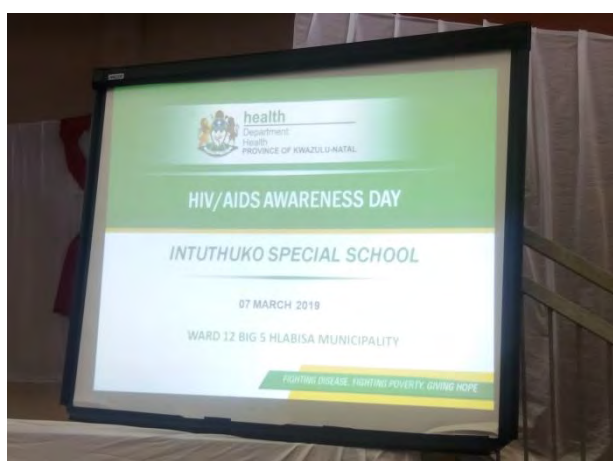 health
Department
Health
PROVINCE OF KWAZULU-NATAL
HIV/AIDS AWARENESS DAY
INTUTHUKO SPECIAL SCHOOL
07 MARCH 2019
WARD 12 BIG 5 HLABISA MUNICIPALITY
FIGHTING DISEASE. FIGHTING POVERTY. GIVING HOPE